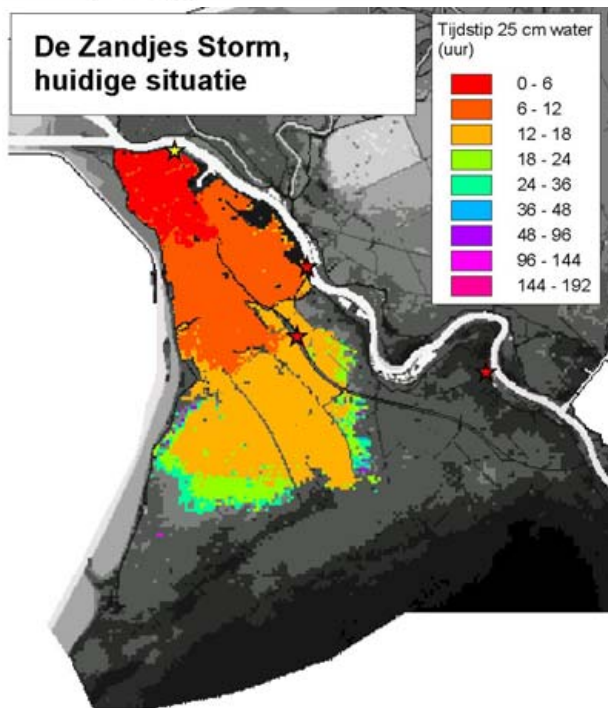 De Zandjes Storm,
huidige situatie
Tijdstip 25 cm water
(uur)
0 - 6
6 - 12
12 - 18
18 - 24
24 - 36
36 - 48
48 - 96
96 - 144
144 - 192